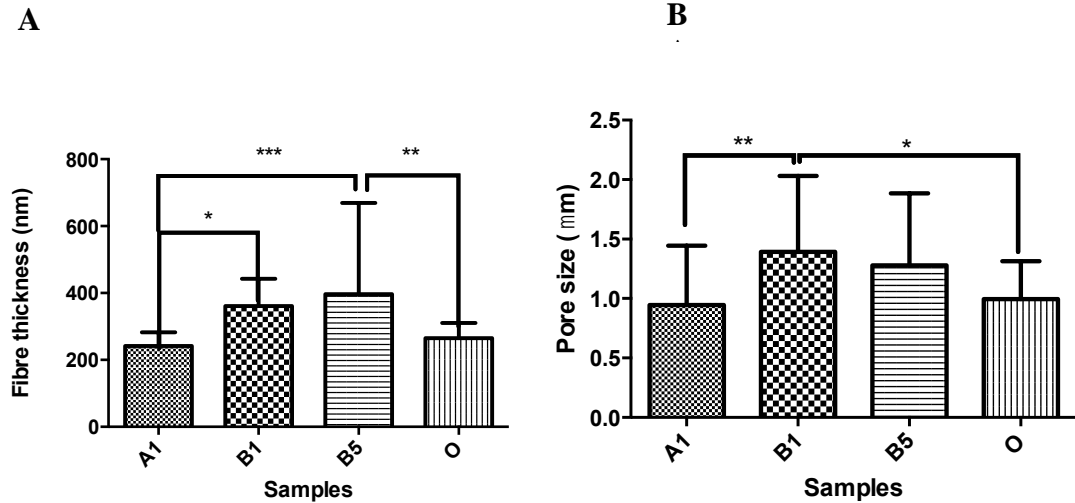 A
Fibre thickness (nm)
800
600
400
200
0
***
**
*
A1
B1
B5
O
Samples
B
Pore size (mm)
2.5
2.0
1.5
1.0
0.5
0.0
**
*
A1
B1
B5
O
Samples